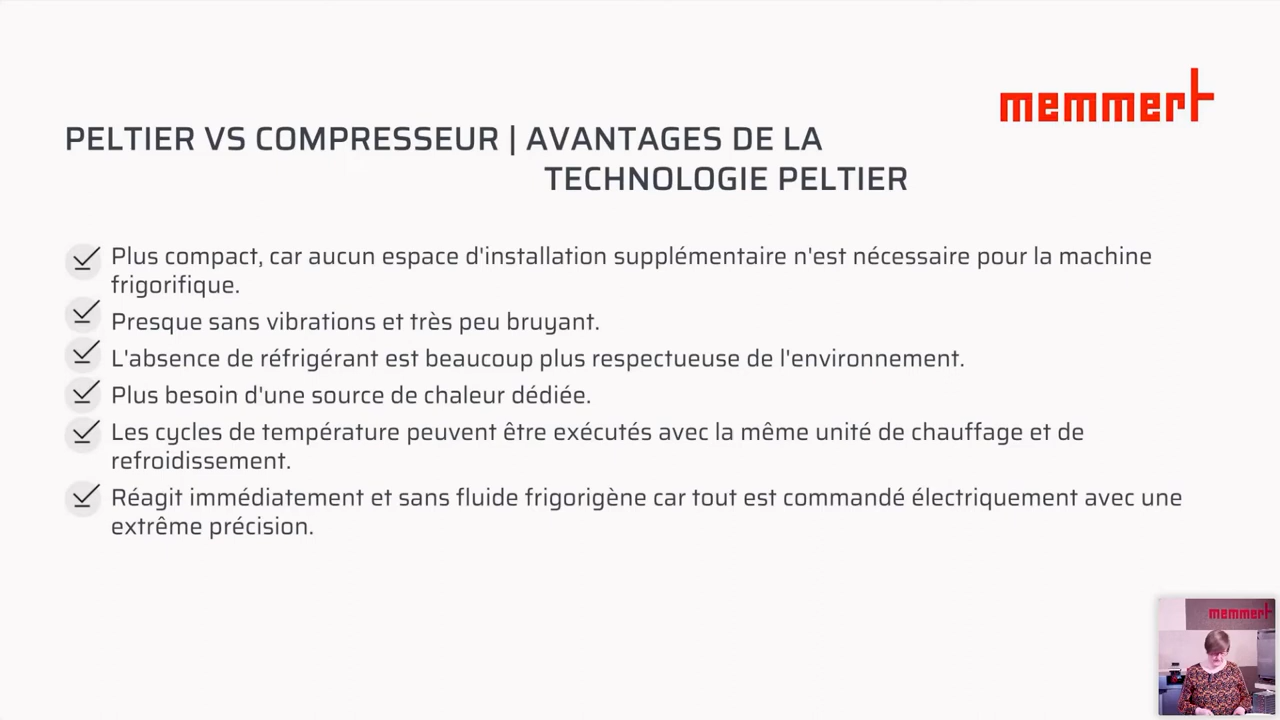 memmert
PELTIER VS COMPRESSEUR | AVANTAGES DE LA
TECHNOLOGIE PELTIER
Plus compact, car aucun espace d'installation supplémentaire n'est nécessaire pour la machine
frigorifique.
Presque sans vibrations et très peu bruyant.
L'absence de réfrigérant est beaucoup plus respectueuse de l'environnement.
Plus besoin d'une source de chaleur dédiée.
Les cycles de température peuvent être exécutés avec la même unité de chauffage et de
refroidissement.
Réagit immédiatement et sans fluide frigorigène car tout est commandé électriquement avec une
extrême précision.
memmert